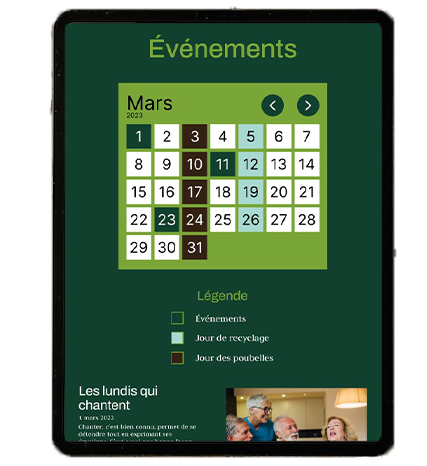 Événements
Mars
2023
1 2 3 4 5 6 7
8 9 10 11 12 13 14
15 16 17 18 19 20 21
22 23 24 25 26 27 28
29 30 31
Légende
Événements
Jour de recyclage
Jour des poubelles
Les lundis qui
chantent
1 mars 2023
Chanter, c'est bien connu, permet de se
détendre tout en exprimant ses